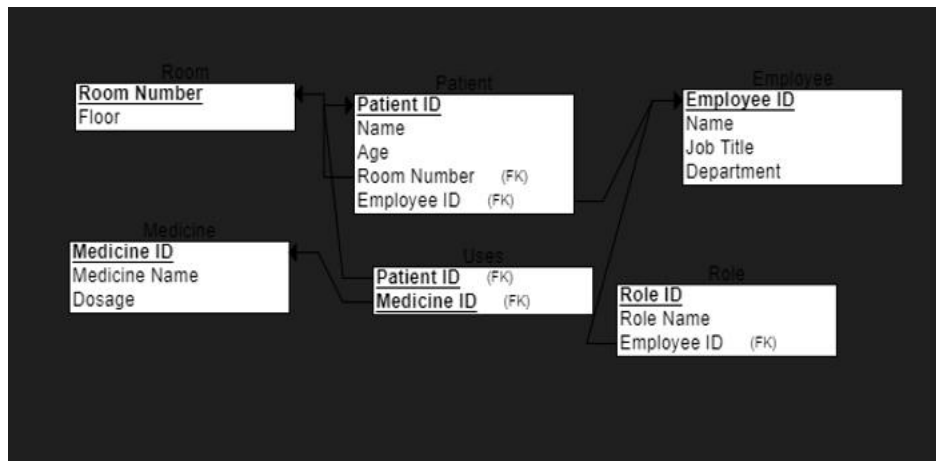 Room
Room Number
Floor
Patient
Patient ID
Name
Age
Room Number (FK)
Employee ID (FK)
Employee
Employee ID
Name
Job Title
Department
Medicine
Medicine ID
Medicine Name
Dosage
Uses
Patient ID (FK)
Medicine ID (FK)
Role
Role ID
Role Name
Employee ID (FK)